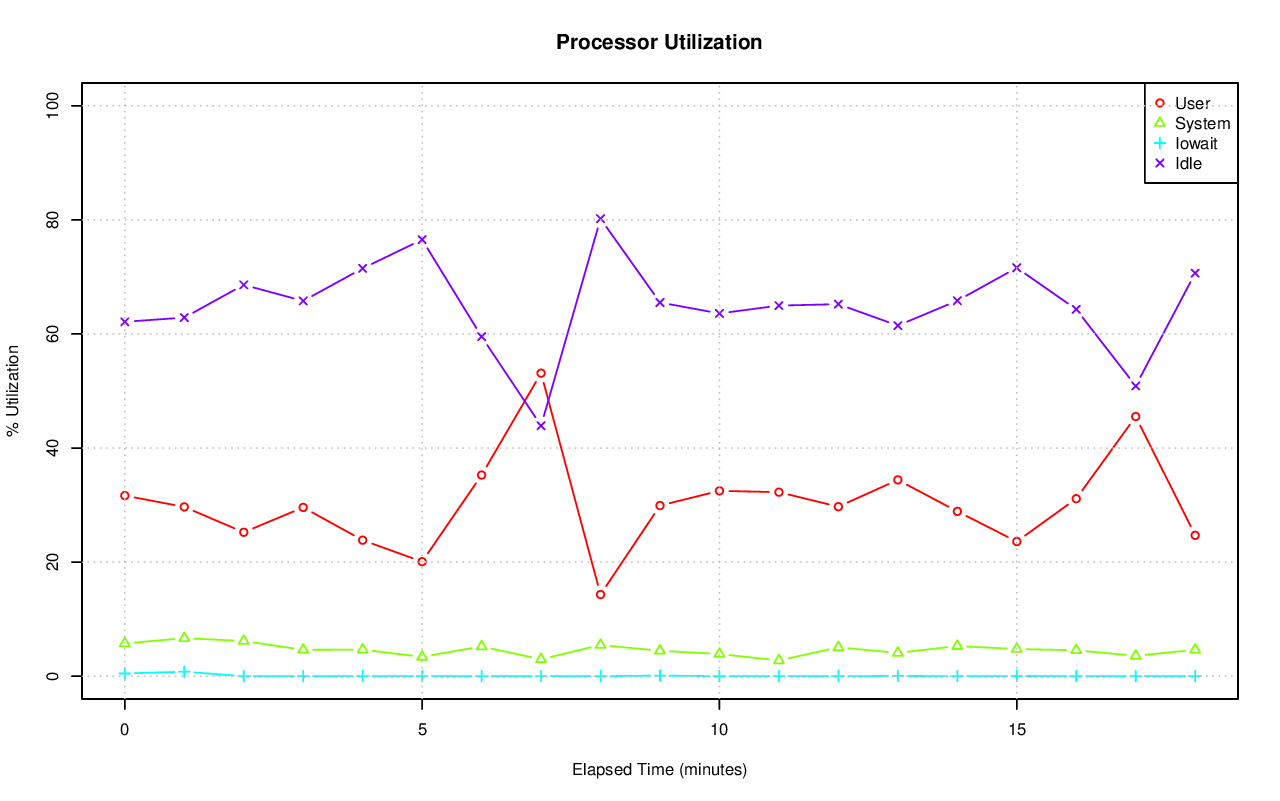 Processor Utilization
User
System
Iowait
Idle
% Utilization
100
80
60
40
20
0
0 5 10 15
Elapsed Time (minutes)